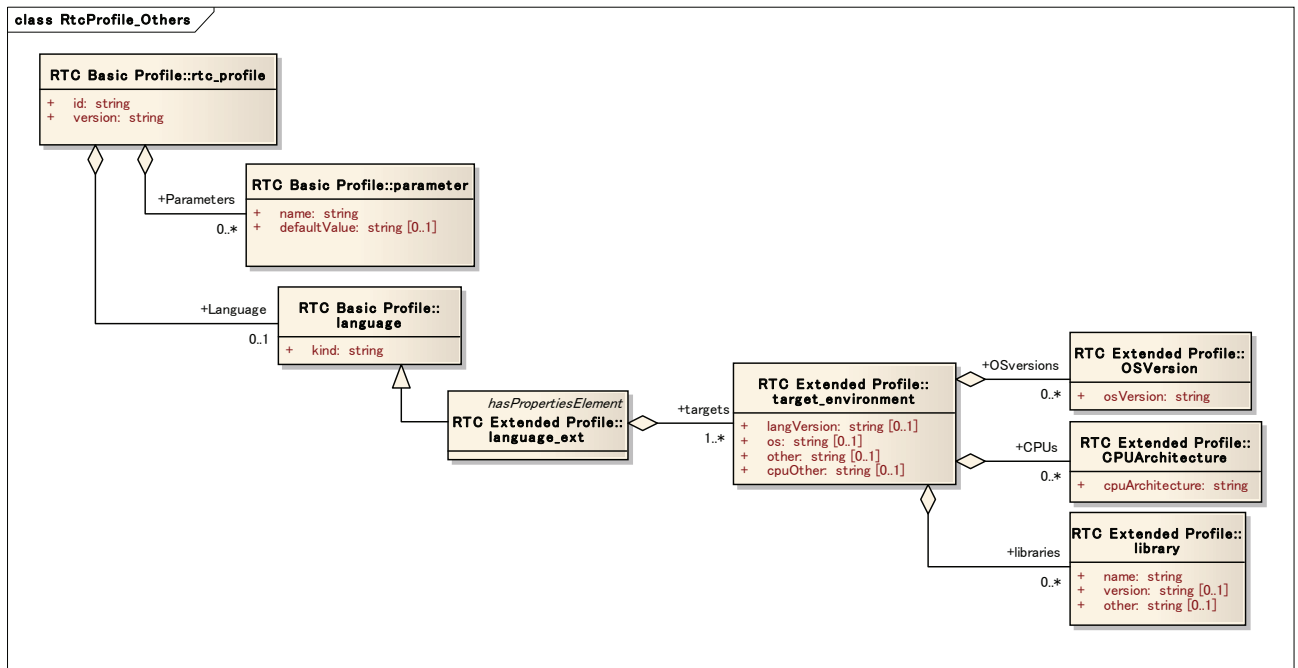 class RtcProfile_Others
RTC Basic Profile::rtc_profile
+ id: string
+ version: string
+Parameters
0..*
RTC Basic Profile::parameter
+ name: string
+ defaultValue: string [0..1]
+Language
0..1
RTC Basic Profile::
language
+ kind: string
hasPropertiesElement
RTC Extended Profile::
language_ext
+targets
1..*
RTC Extended Profile::
target_environment
+ langVersion: string [0..1]
+ os: string [0..1]
+ other: string [0..1]
+ cpuOther: string [0..1]
+OSversions
0..*
RTC Extended Profile::
OSVersion
+ osVersion: string
+CPUs
0..*
RTC Extended Profile::
CPUArchitecture
+ cpuArchitecture: string
+libraries
0..*
RTC Extended Profile::
library
+ name: string
+ version: string [0..1]
+ other: string [0..1]